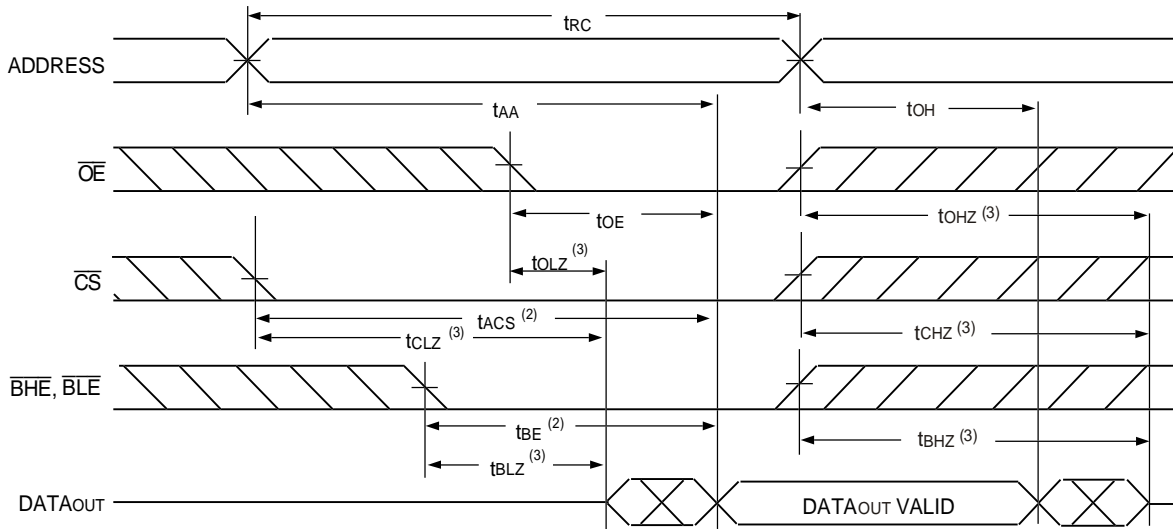 tRC
ADDRESS
tAA
tOH
OE
tOE
tOHZ (3)
tOLZ (3)
CS
tACS (2)
tCLZ (3)
tCHZ (3)
BHE, BLE
tBE (2)
tBHZ (3)
tBLZ (3)
DATAOUT
DATAOUT VALID